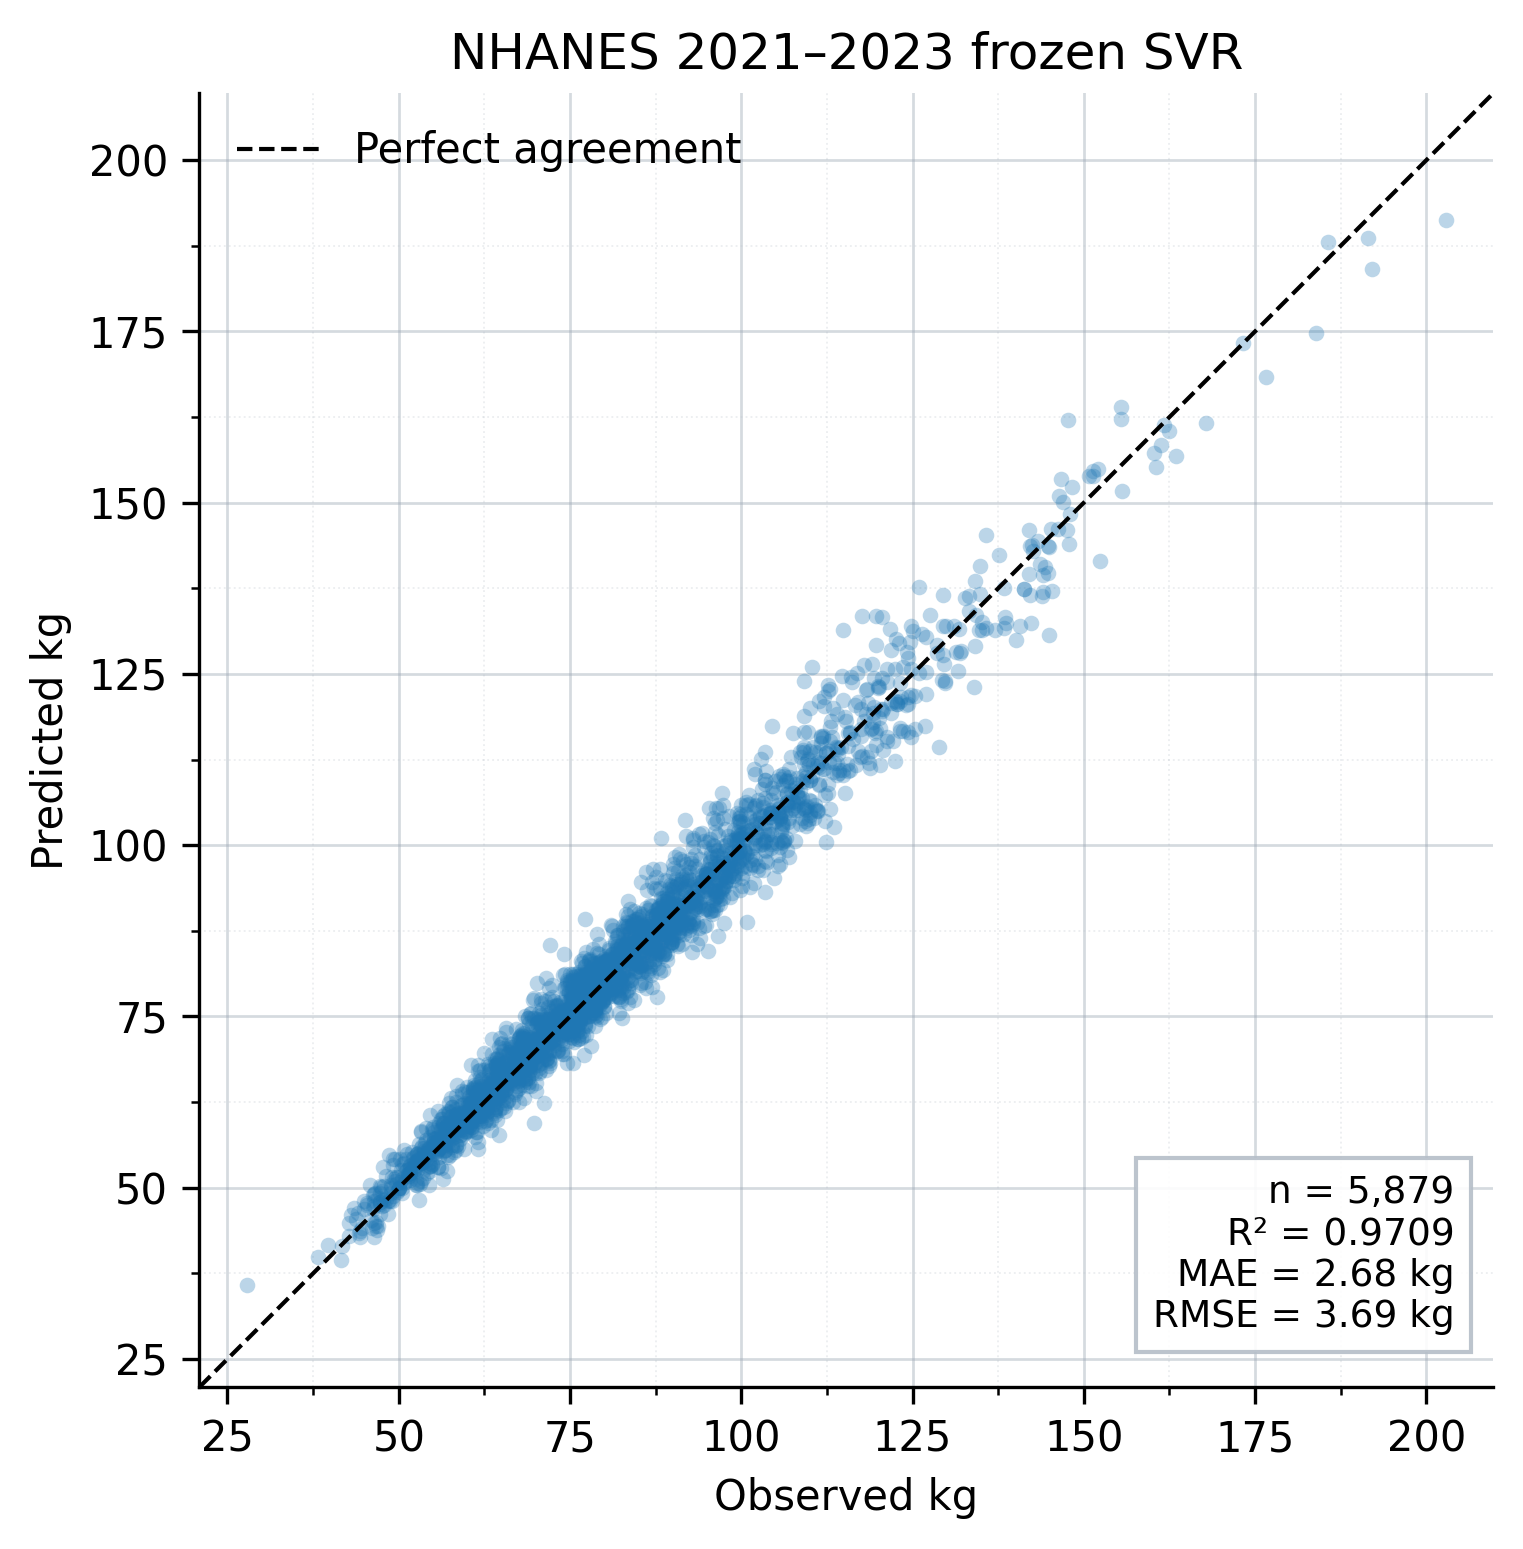 NHANES 2021–2023 frozen SVR
Perfect agreement
200
175
150
125
100
75
50
25
Predicted kg
n = 5,879
R² = 0.9709
MAE = 2.68 kg
RMSE = 3.69 kg
25 50 75 100 125 150 175 200
Observed kg